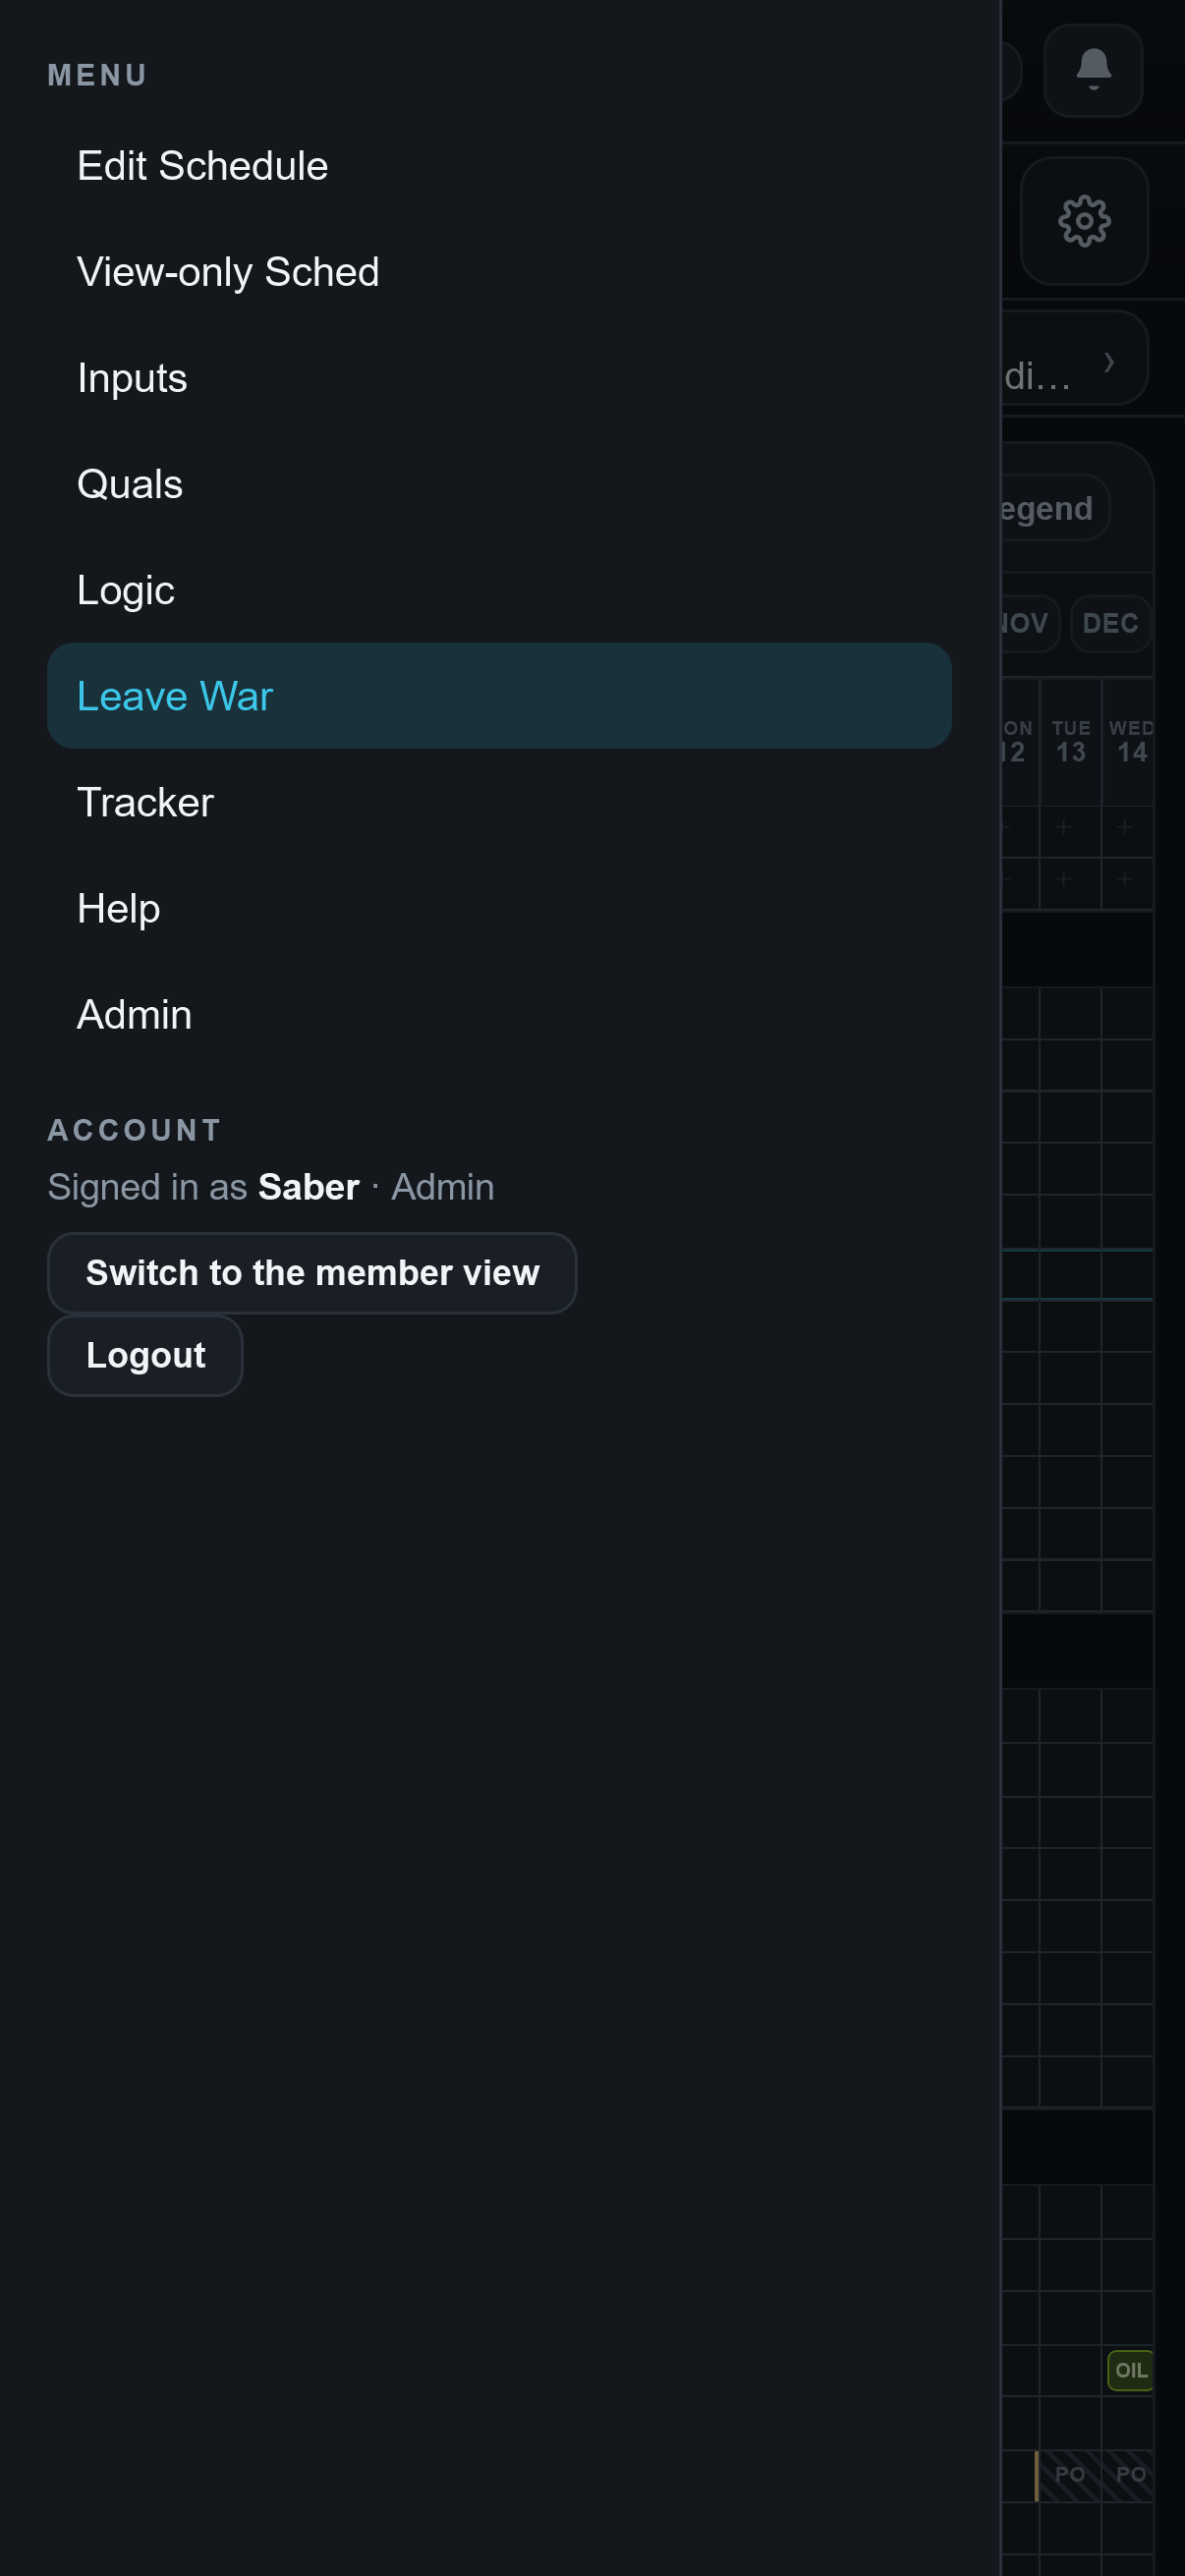 MENU
Edit Schedule
View-only Sched
Inputs
Quals
Logic
Leave War
Tracker
Help
Admin
ACCOUNT
Signed in as Saber · Admin
Switch to the member view
Logout
di...
›
egend
NOV
DEC
ON
TUE
WED
12
13
14
+ + +
+ + +
OIL
PO
PO